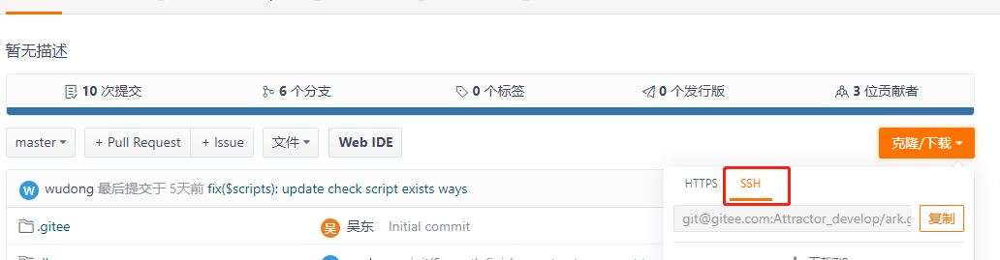 暂无描述
10 次提交 6 个分支 0 个标签 0 个发行版 3 位贡献者
master + Pull Request + Issue 文件 Web IDE 克隆/下载
HTTPS SSH
W wudong 最后提交于 5天前 fix($scripts): update check script exists ways
git@gitee.com:Attractor_develop/ark.g 复制
.gitee 吴 吴东 Initial commit